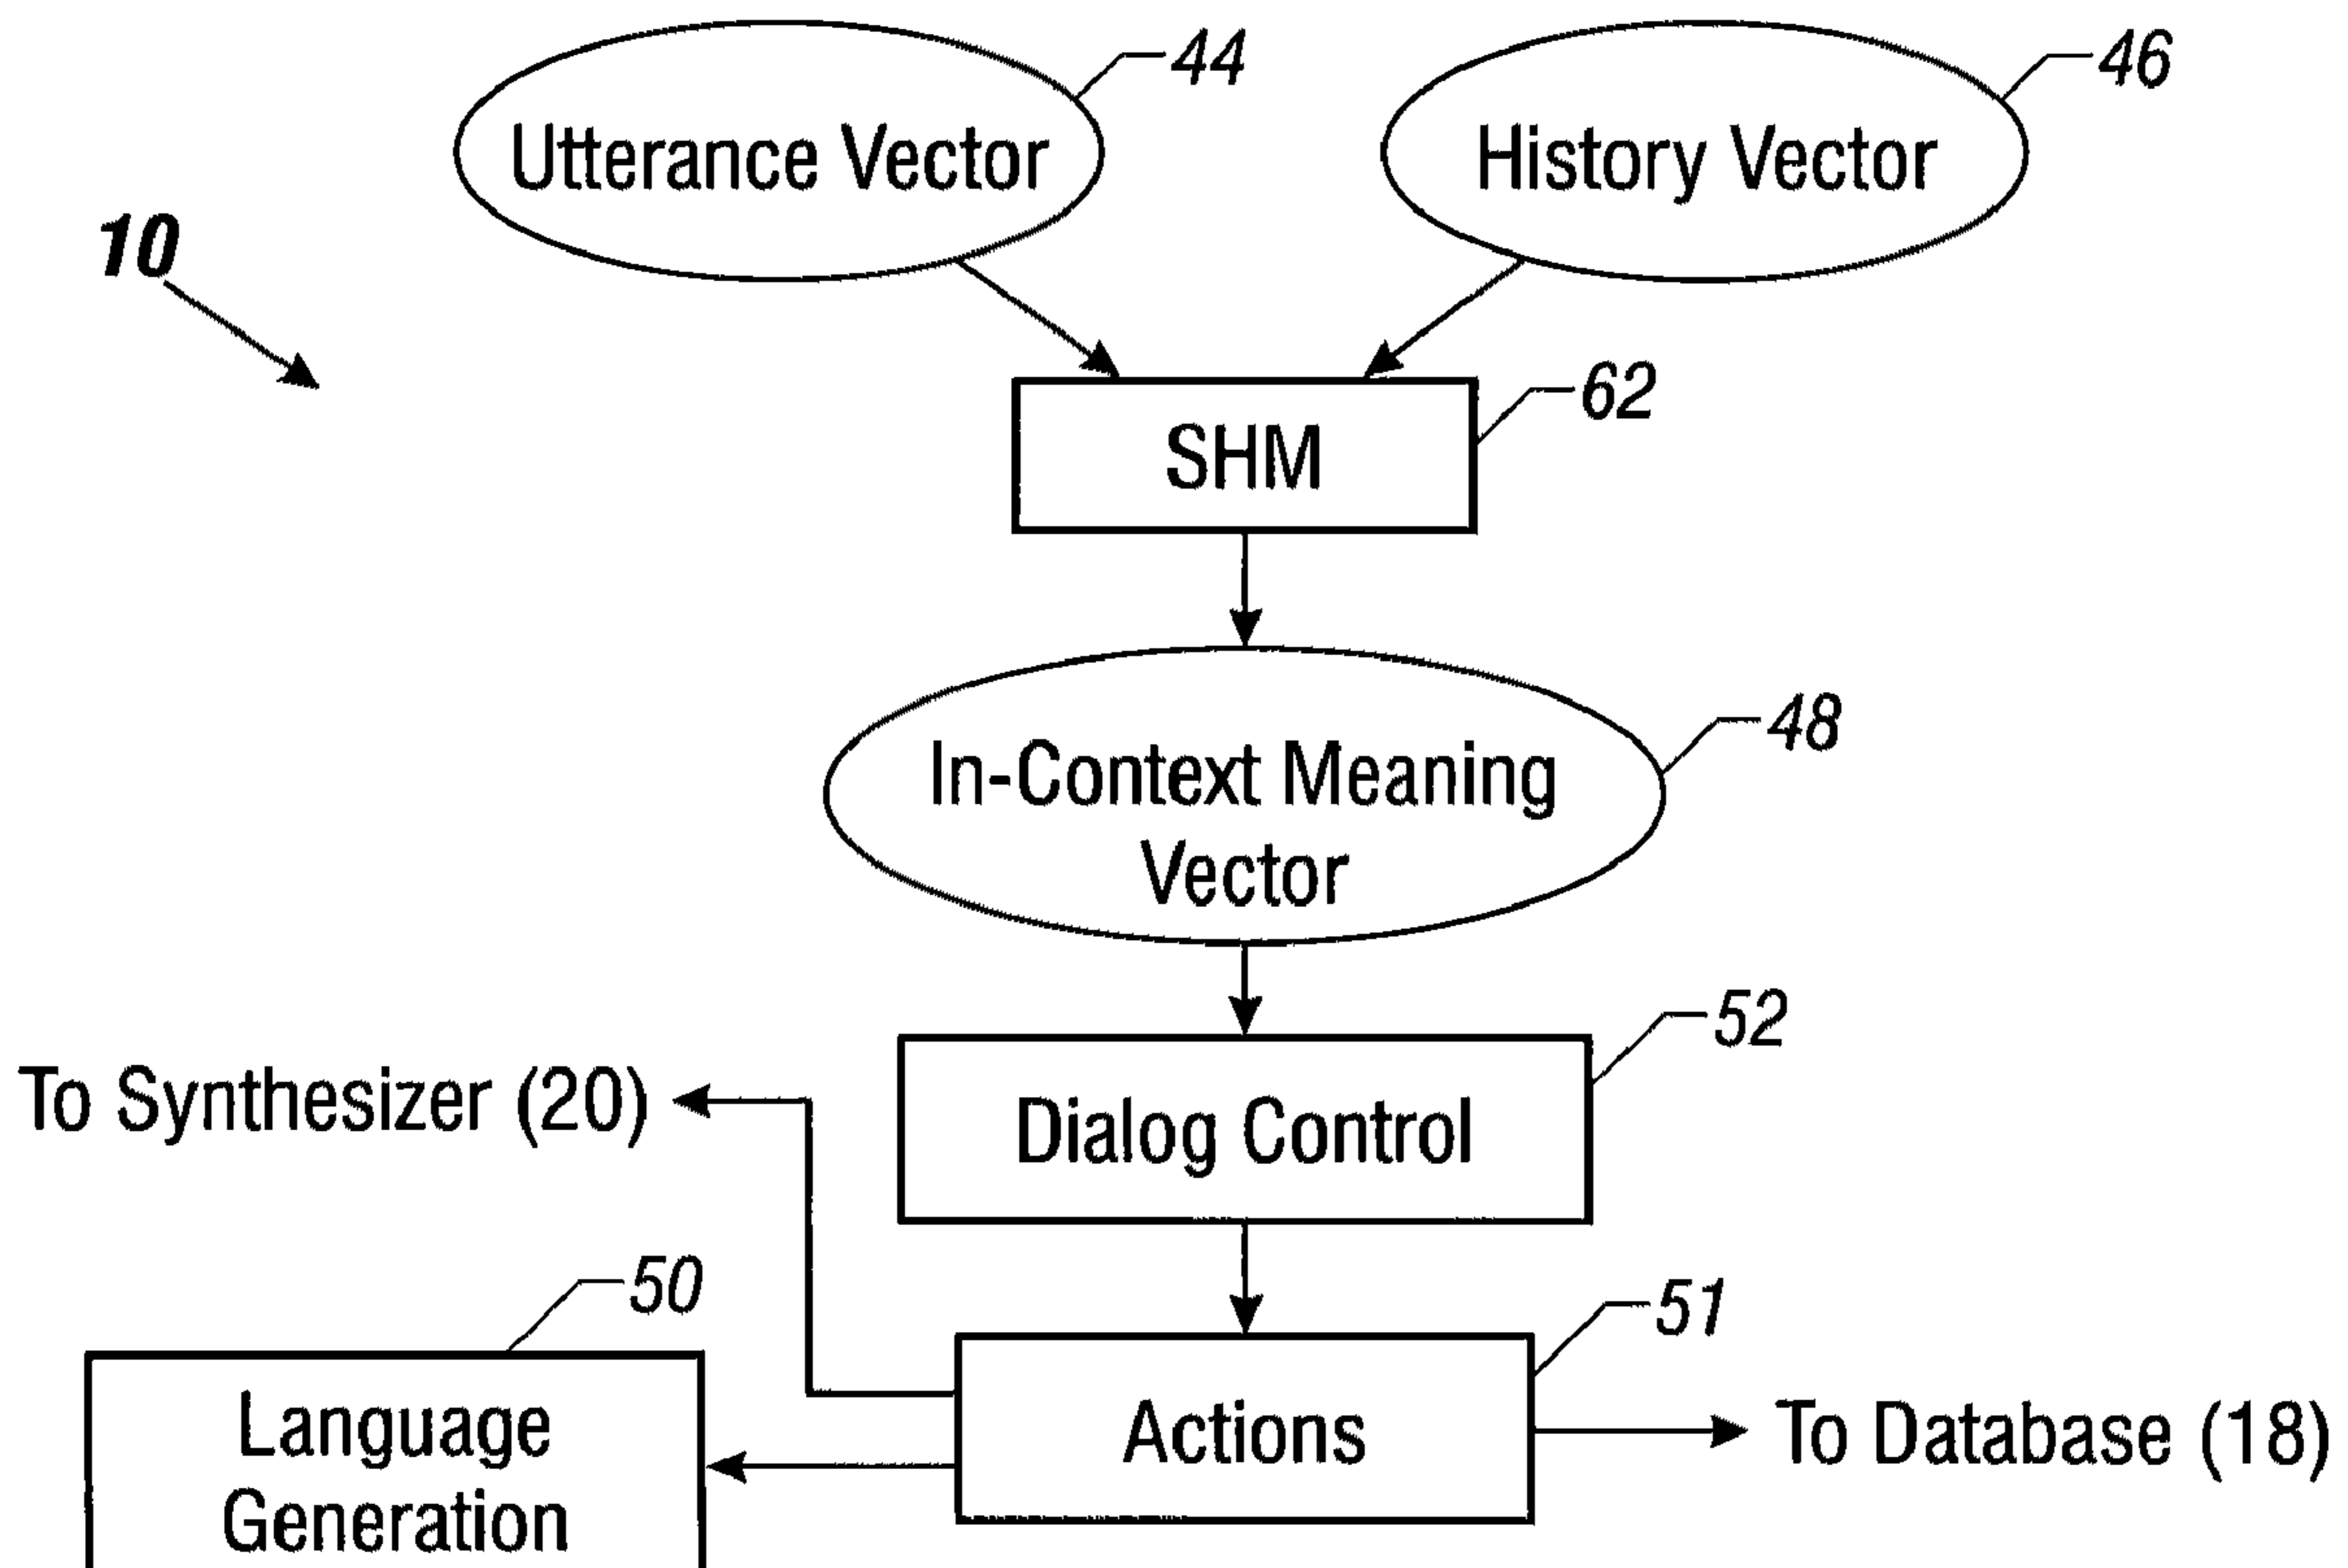 44
46
Utterance Vector
History Vector
10
62
SHM
48
In-Context Meaning
Vector
52
To Synthesizer (20)
Dialog Control
50
51
Language
Generation
Actions
To Database (18)